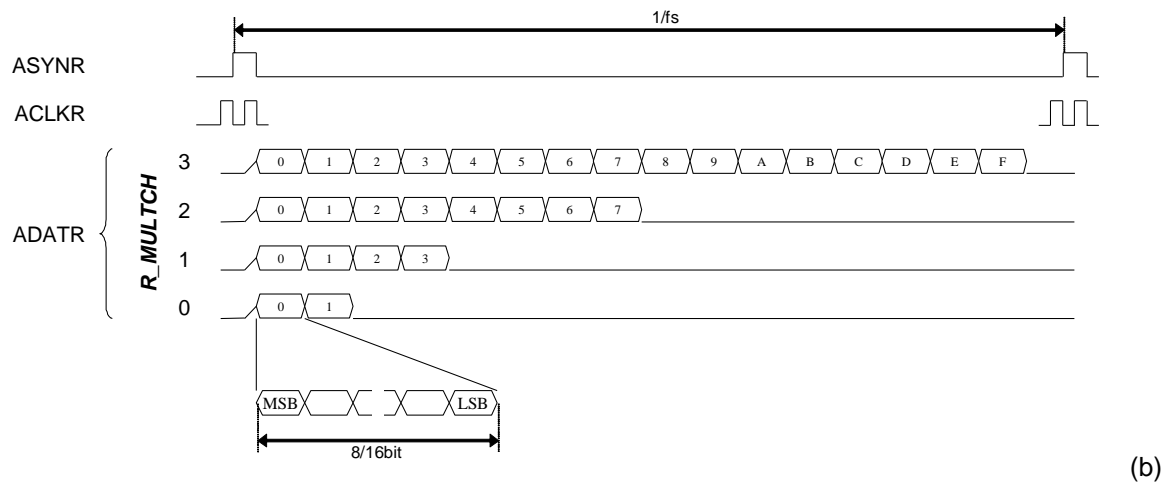 1/fs
ASYNR
ACLKR
ADATR
R_MULTCH
3 0 1 2 3 4 5 6 7 8 9 A B C D E F
2 0 1 2 3 4 5 6 7
1 0 1 2 3
0 0 1
MSB LSB
8/16bit
(b)